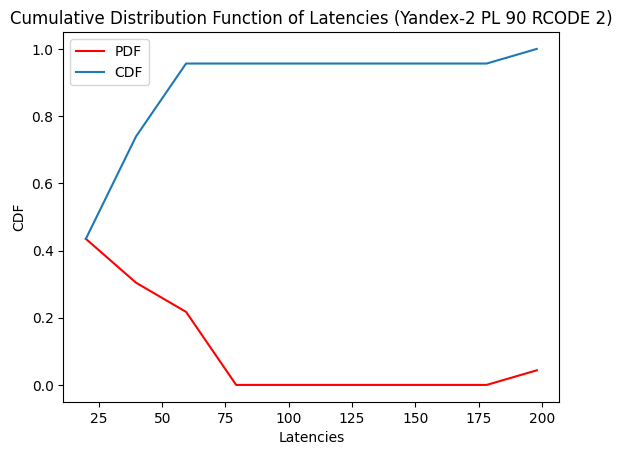 Cumulative Distribution Function of Latencies (Yandex-2 PL 90 RCODE 2)
PDF
CDF
1.0
0.8
0.6
0.4
0.2
0.0
CDF
25
50
75
100
125
150
175
200
Latencies